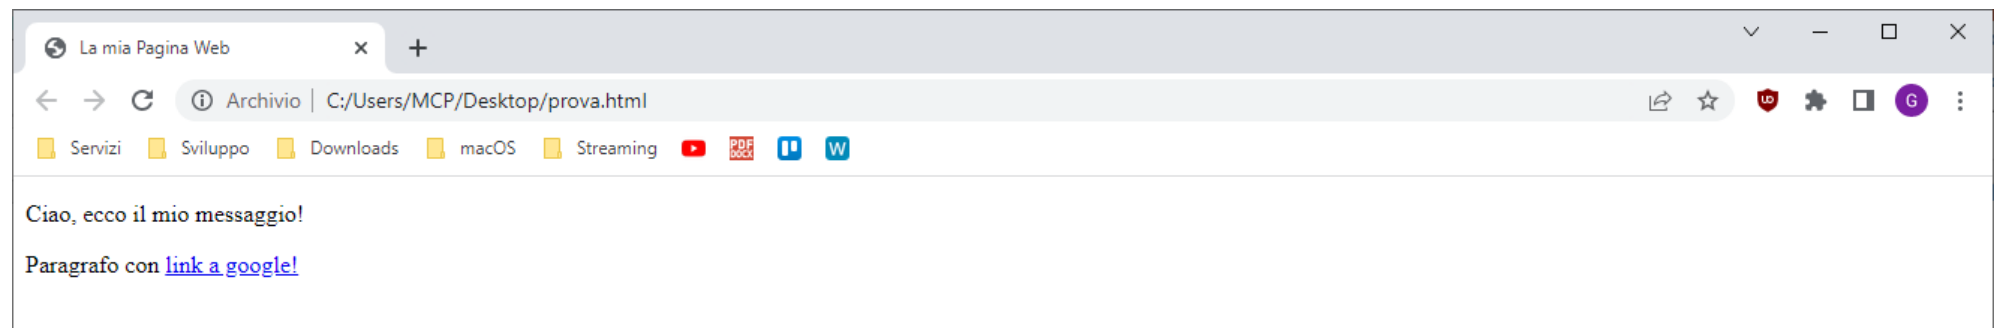 La mia Pagina Web
Archivio | C:/Users/MCP/Desktop/prova.html
G
Servizi Sviluppo Downloads macOS Streaming PDF DOCX W
Ciao, ecco il mio messaggio!
Paragrafo con link a google!